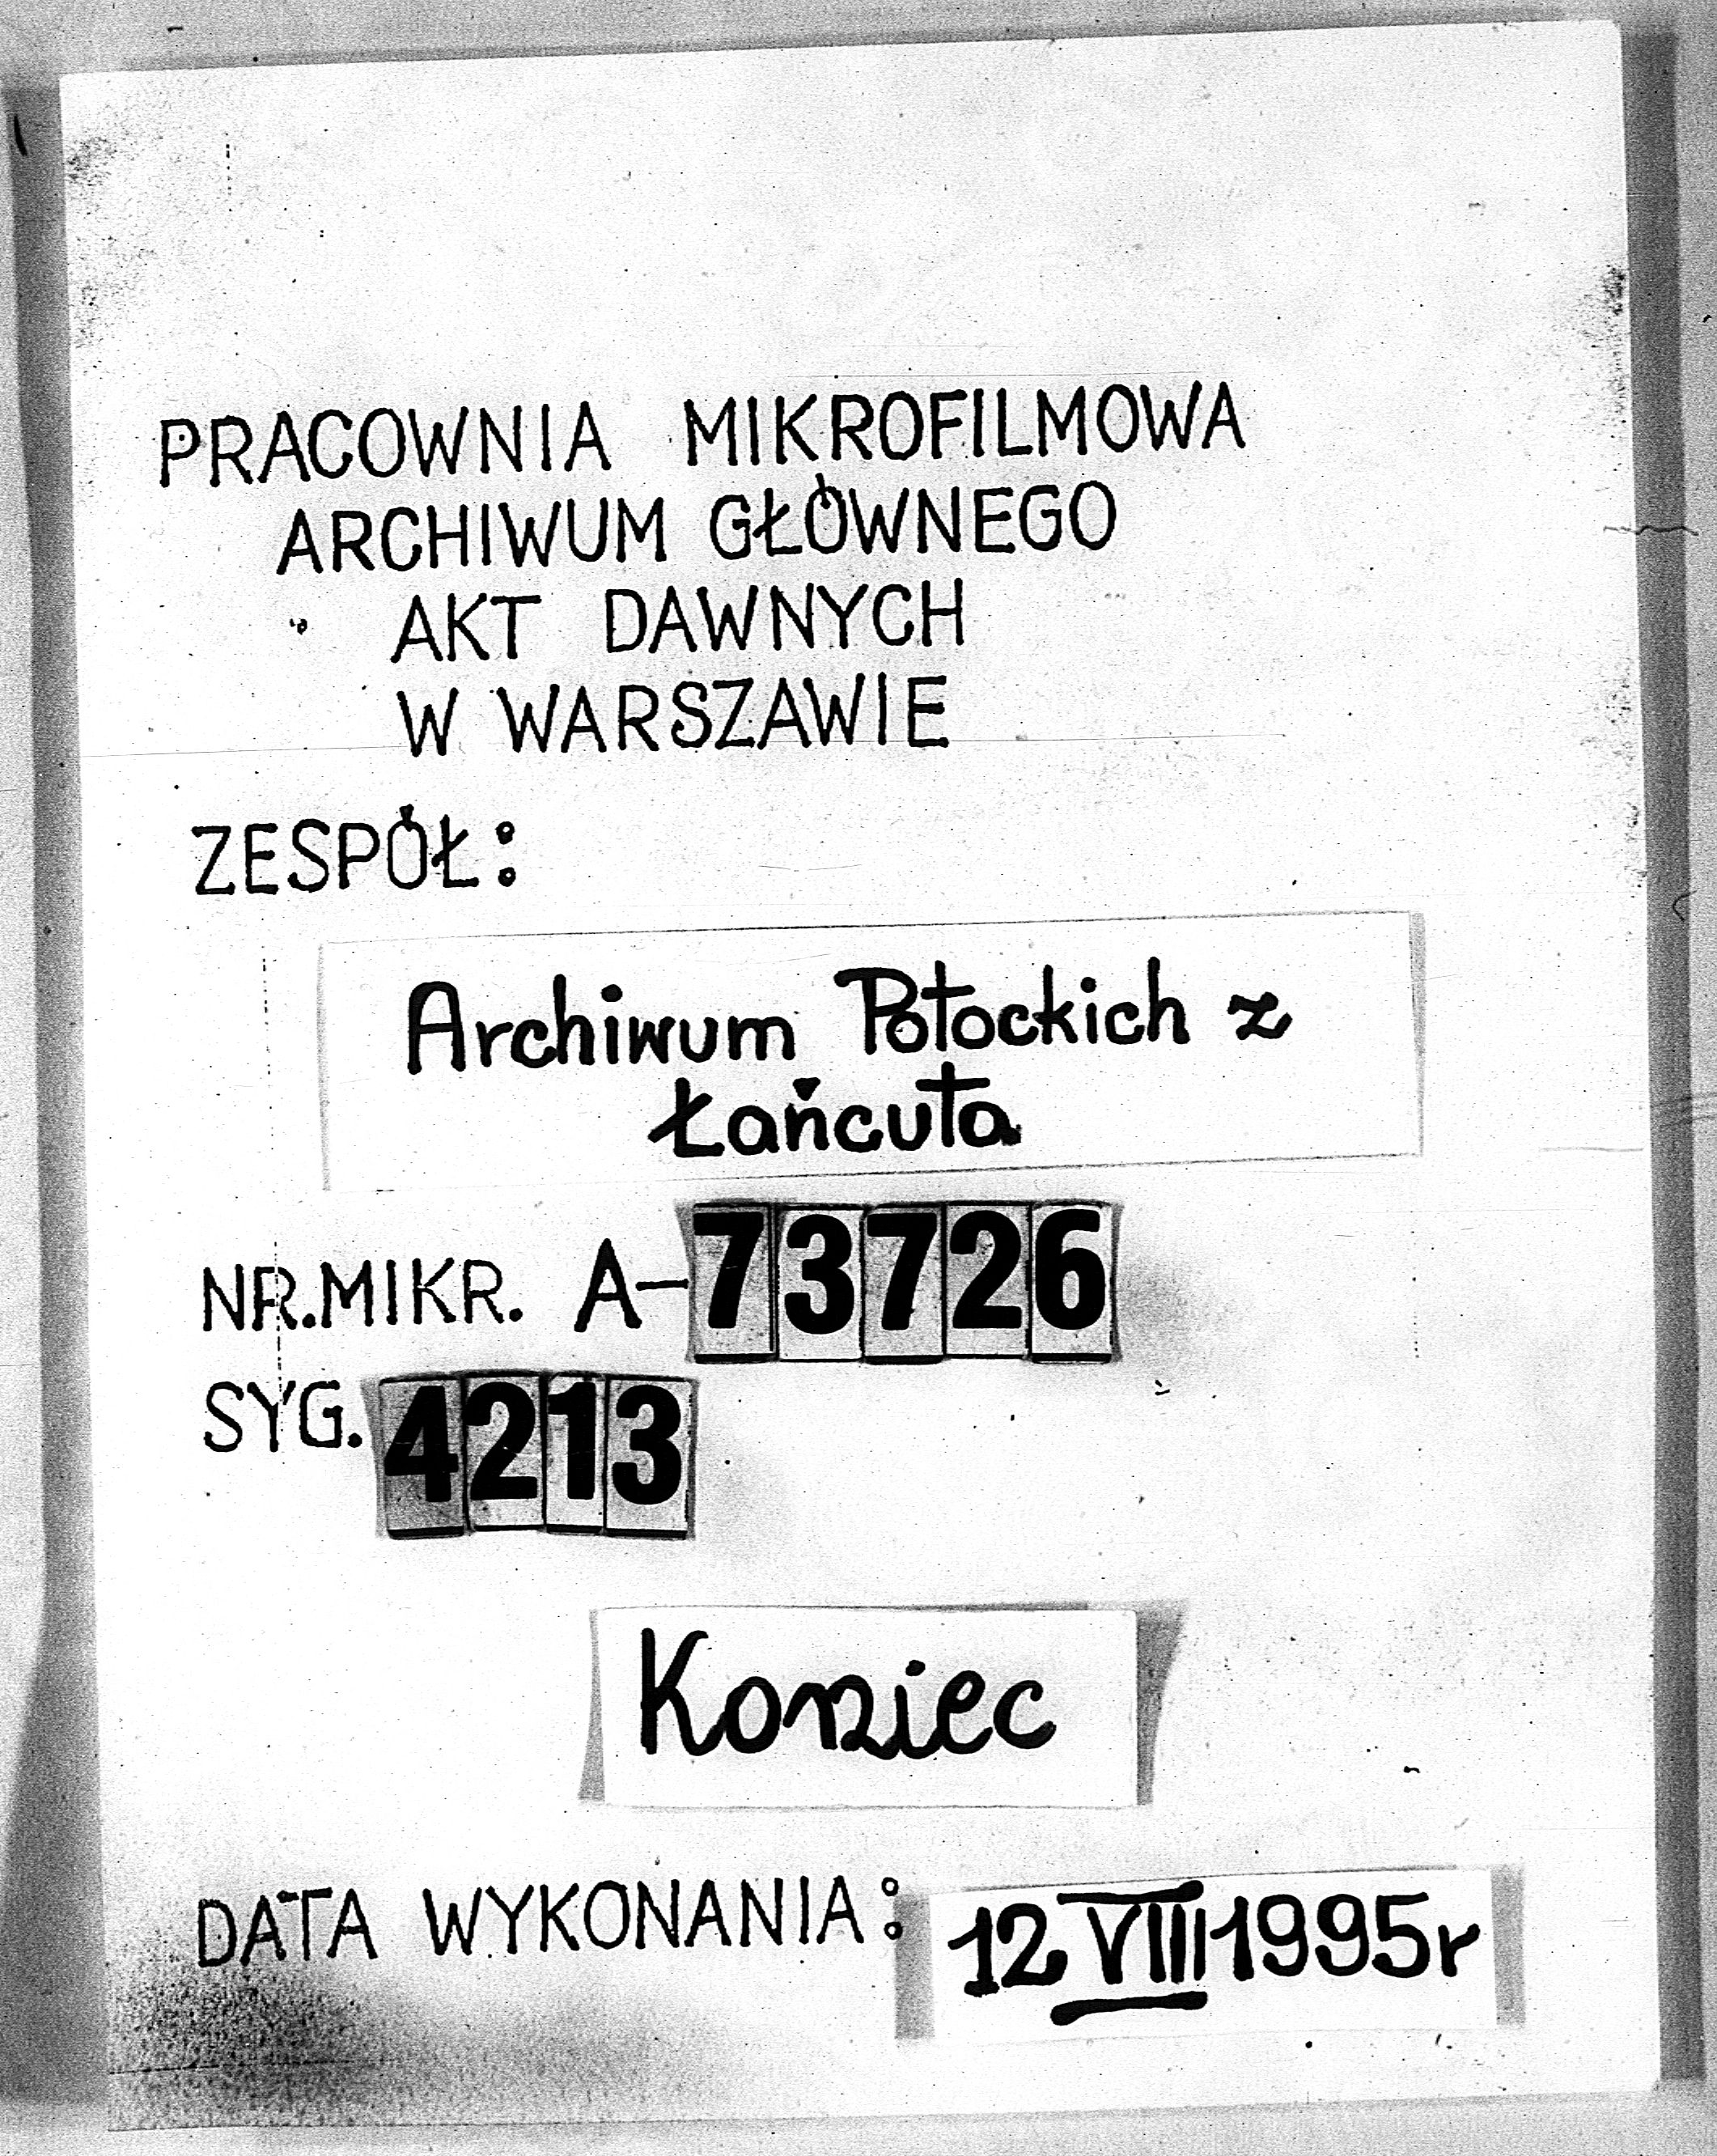 PRACOWNIA MIKROFILMOWA
ARCHIWUM GŁÓWNEGO
AKT DAWNYCH
W WARSZAWIE
ZESPÓŁ:
Archiwum Potockich z
Łańcuta
NR.MIKR. A-73726
SYG. 4213
Koniec
DATA WYKONANIA: 12 VIII 1995r